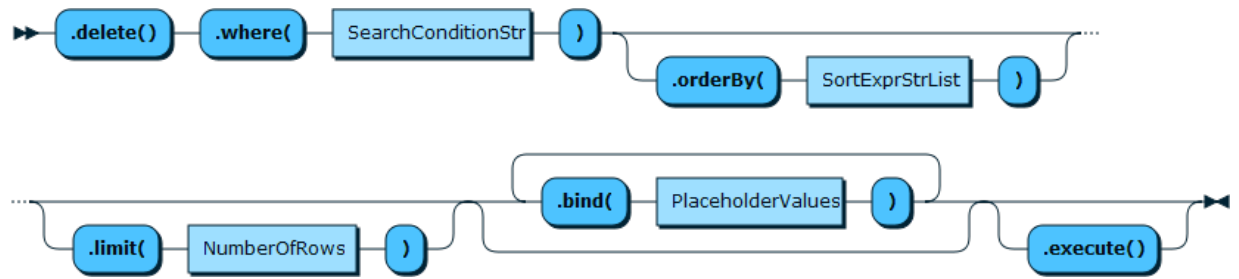 .delete() .where( SearchConditionStr )
.orderBy( SortExprStrList )
.bind( PlaceholderValues )
.limit( NumberOfRows )
.execute()